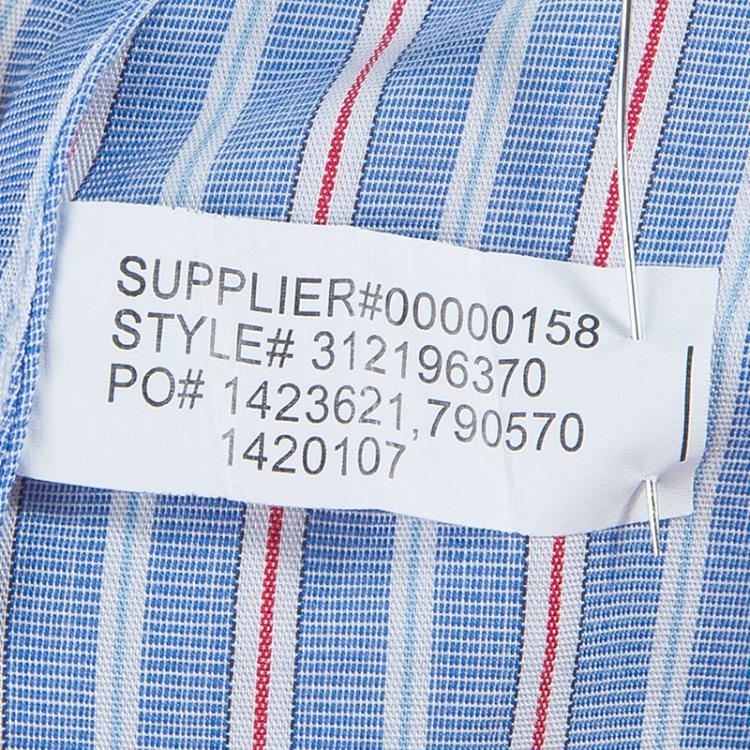 SUPPLIER#00000158
STYLE# 312196370
PO# 1423621,790570
1420107